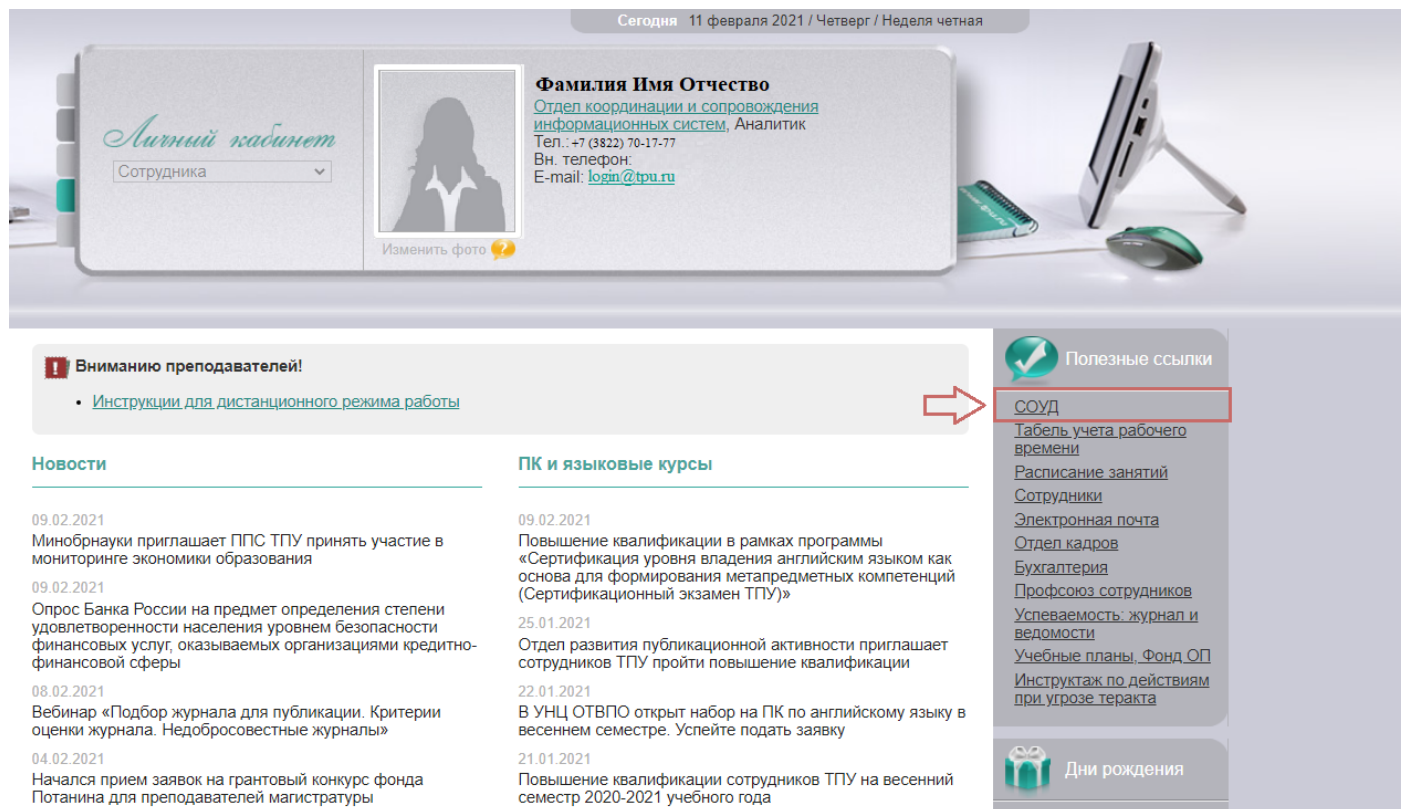 Сегодня 11 февраля 2021 / Четверг / Неделя четная
Личный кабинет
Сотрудника
Изменить фото
Фамилия Имя Отчество
Отдел координации и сопровождения
информационных систем, Аналитик
Тел.: +7 (3822) 70-17-77
Вн. телефон:
E-mail: login@tpu.ru
Вниманию преподавателей!
• Инструкции для дистанционного режима работы
Новости
09.02.2021
Минобрнауки приглашает ППС ТПУ принять участие в
мониторинге экономики образования
09.02.2021
Опрос Банка России на предмет определения степени
удовлетворенности населения уровнем безопасности
финансовых услуг, оказываемых организациями кредитно-
финансовой сферы
08.02.2021
Вебинар «Подбор журнала для публикации. Критерии
оценки журнала. Недобросовестные журналы»
04.02.2021
Начался прием заявок на грантовый конкурс фонда
Потанина для преподавателей магистратуры
ПК и языковые курсы
09.02.2021
Повышение квалификации в рамках программы
«Сертификация уровня владения английским языком как
основа для формирования метапредметных компетенций
(Сертификационный экзамен ТПУ)»
25.01.2021
Отдел развития публикационной активности приглашает
сотрудников ТПУ пройти повышение квалификации
22.01.2021
В УНЦ ОТВПО открыт набор на ПК по английскому языку в
весеннем семестре. Успейте подать заявку
21.01.2021
Повышение квалификации сотрудников ТПУ на весенний
семестр 2020-2021 учебного года
Полезные ссылки
СОУД
Табель учета рабочего
времени
Расписание занятий
Сотрудники
Электронная почта
Отдел кадров
Бухгалтерия
Профсоюз сотрудников
Успеваемость: журнал и
ведомости
Учебные планы, Фонд ОП
Инструктаж по действиям
при угрозе теракта
Дни рождения